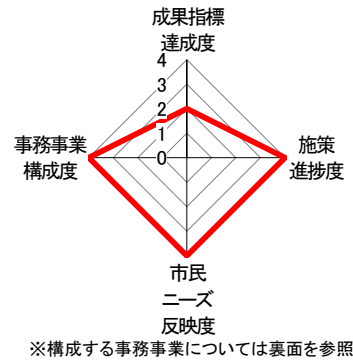 成果指標
達成度
4
3
2
1
0
事務事業
構成度
施策
進捗度
市民
ニーズ
反映度
※構成する事務事業については裏面を参照